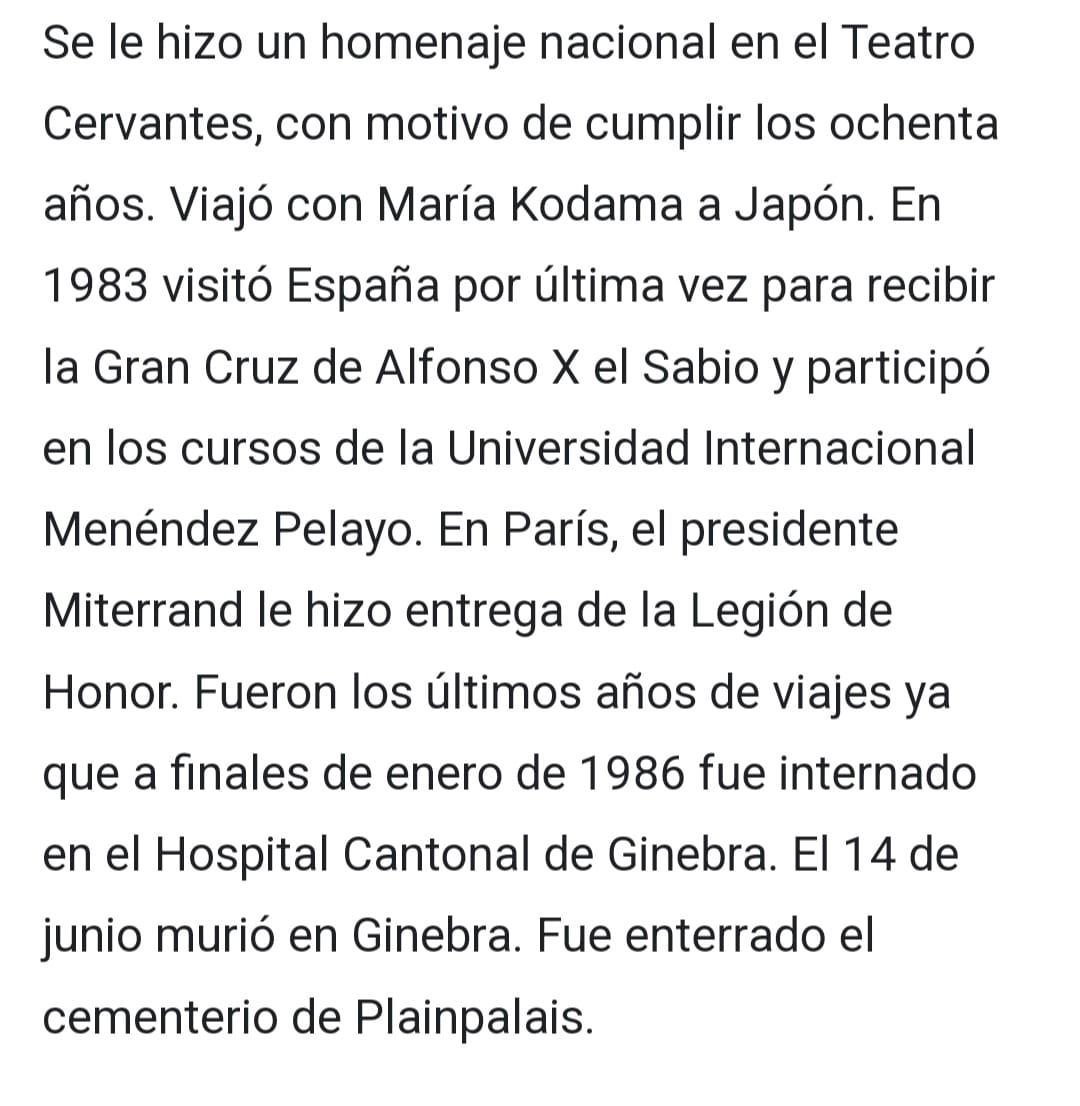 Se le hizo un homenaje nacional en el Teatro
Cervantes, con motivo de cumplir los ochenta
años. Viajó con María Kodama a Japón. En
1983 visitó España por última vez para recibir
la Gran Cruz de Alfonso X el Sabio y participó
en los cursos de la Universidad Internacional
Menéndez Pelayo. En París, el presidente
Miterrand le hizo entrega de la Legión de
Honor. Fueron los últimos años de viajes ya
que a finales de enero de 1986 fue internado
en el Hospital Cantonal de Ginebra. El 14 de
junio murió en Ginebra. Fue enterrado el
cementerio de Plainpalais.